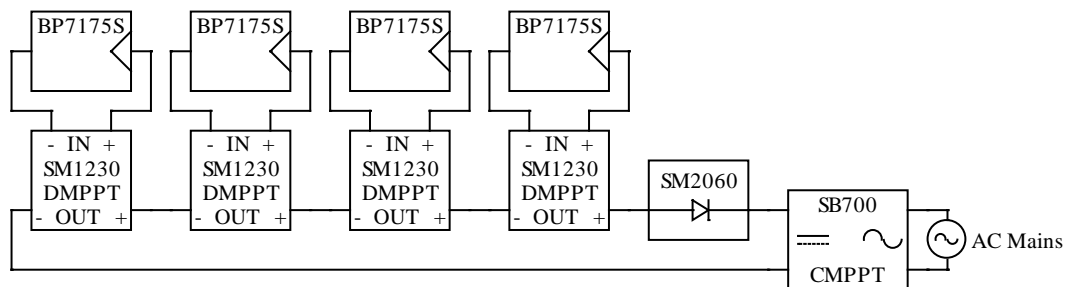 BP7175S BP7175S BP7175S BP7175S
- IN + - IN + - IN + - IN +
SM1230 SM1230 SM1230 SM1230
DMPPT DMPPT DMPPT DMPPT
- OUT + - OUT + - OUT + - OUT +
SM2060
SB700
AC Mains
CMPPT